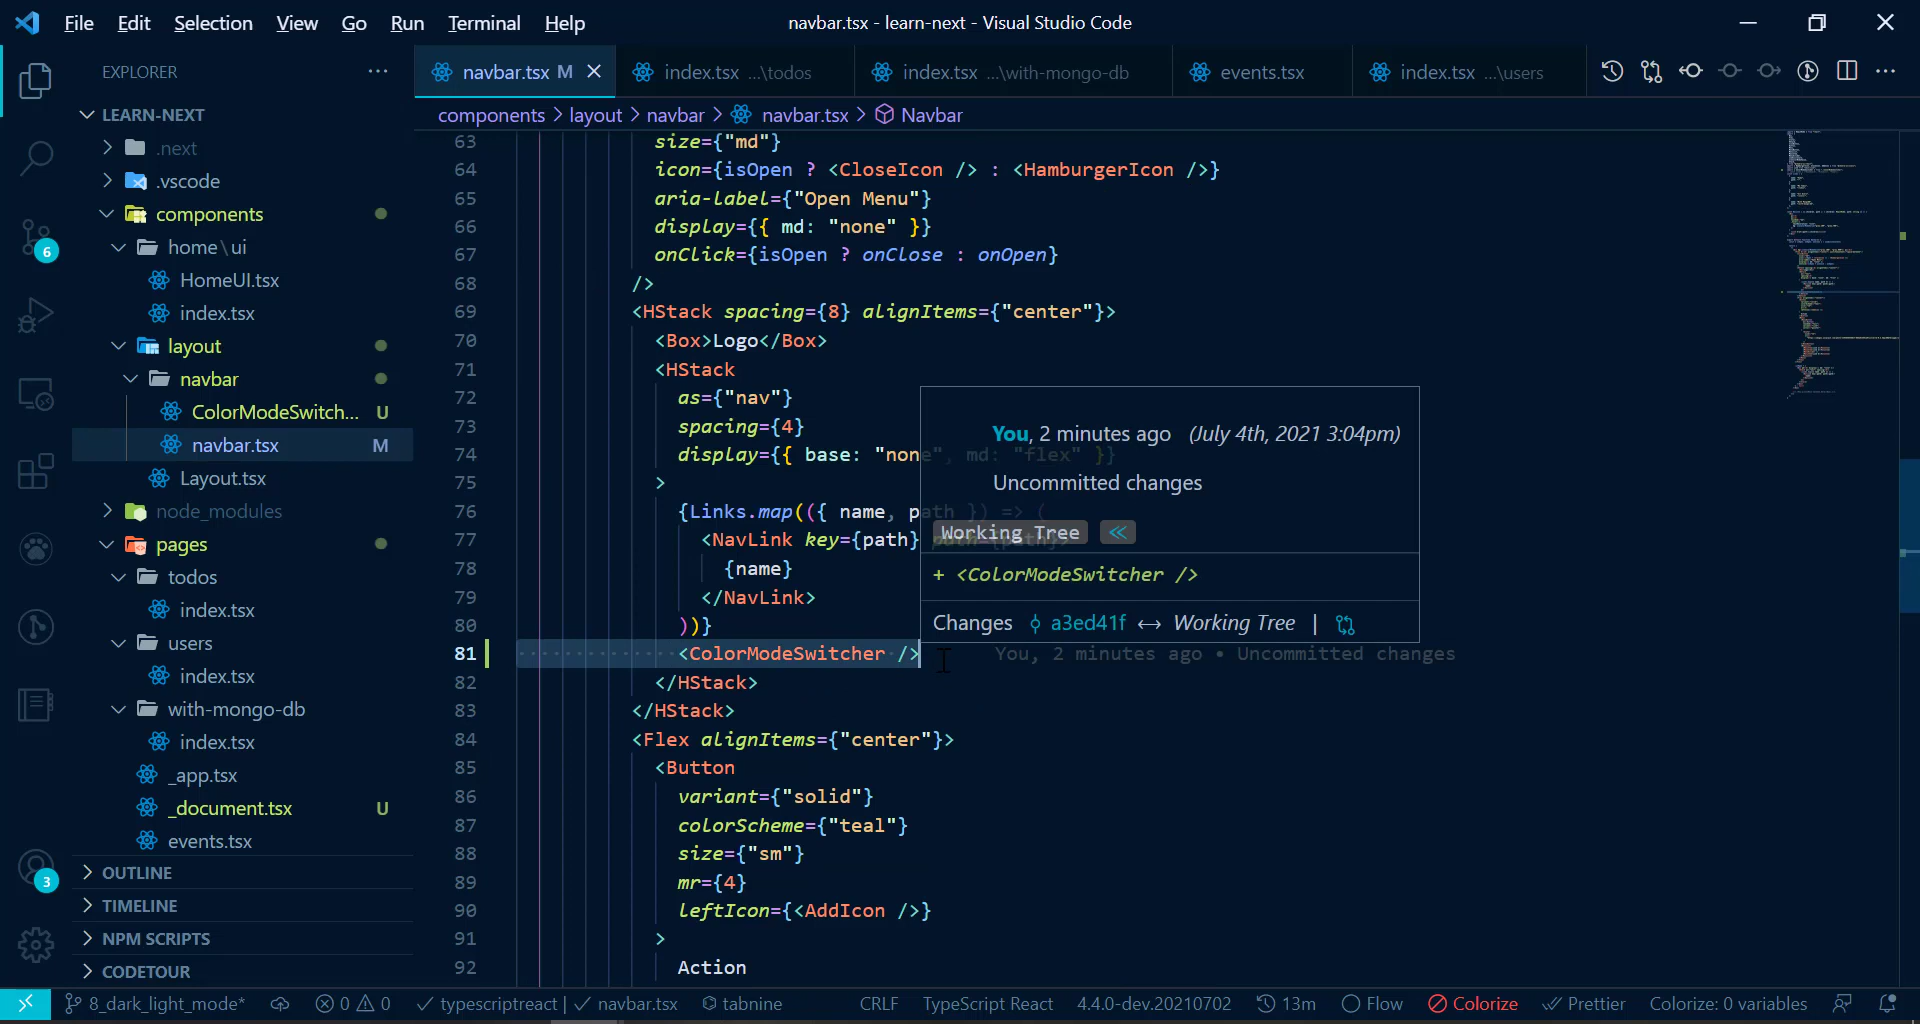 File Edit Selection View Go Run Terminal Help
navbar.tsx - learn-next - Visual Studio Code
EXPLORER
LEARN-NEXT
.next
.vscode
components
home\ui
HomeUI.tsx
index.tsx
layout
navbar
ColorModeSwitch... U
navbar.tsx M
Layout.tsx
node_modules
pages
todos
index.tsx
users
index.tsx
with-mongo-db
index.tsx
_app.tsx
_document.tsx U
events.tsx
OUTLINE
TIMELINE
NPM SCRIPTS
CODETOUR
6
3
navbar.tsx M index.tsx ...\todos index.tsx ...\with-mongo-db events.tsx index.tsx ...\users
components > layout > navbar > navbar.tsx > Navbar
63 size={"md"}
64 icon={isOpen ? <CloseIcon /> : <HamburgerIcon />}
65 aria-label={"Open Menu"}
66 display={{ md: "none" }}
67 onClick={isOpen ? onClose : onOpen}
68 />
69 <HStack spacing={8} alignItems={"center"}>
70 <Box>Logo</Box>
71 <HStack
72 as={"nav"}
73 spacing={4}
74 display={{ base: "none", md: "flex" }}
75 >
76 {Links.map(({ name, path }) => (
77 <NavLink key={path} path={path}>
78 {name}
79 </NavLink>
80 ))}
81 <ColorModeSwitcher /> You, 2 minutes ago • Uncommitted changes
82 </HStack>
83 </HStack>
84 <Flex alignItems={"center"}>
85 <Button
86 variant={"solid"}
87 colorScheme={"teal"}
88 size={"sm"}
89 mr={4}
90 leftIcon={<AddIcon />}
91 >
92 Action
You, 2 minutes ago (July 4th, 2021 3:04pm)
Uncommitted changes
Working Tree
+ <ColorModeSwitcher />
Changes a3ed41f ↔ Working Tree |
8_dark_light_mode* 0 0 typescriptreact | navbar.tsx tabnine CRLF TypeScript React 4.4.0-dev.20210702 13m Flow Colorize Prettier Colorize: 0 variables